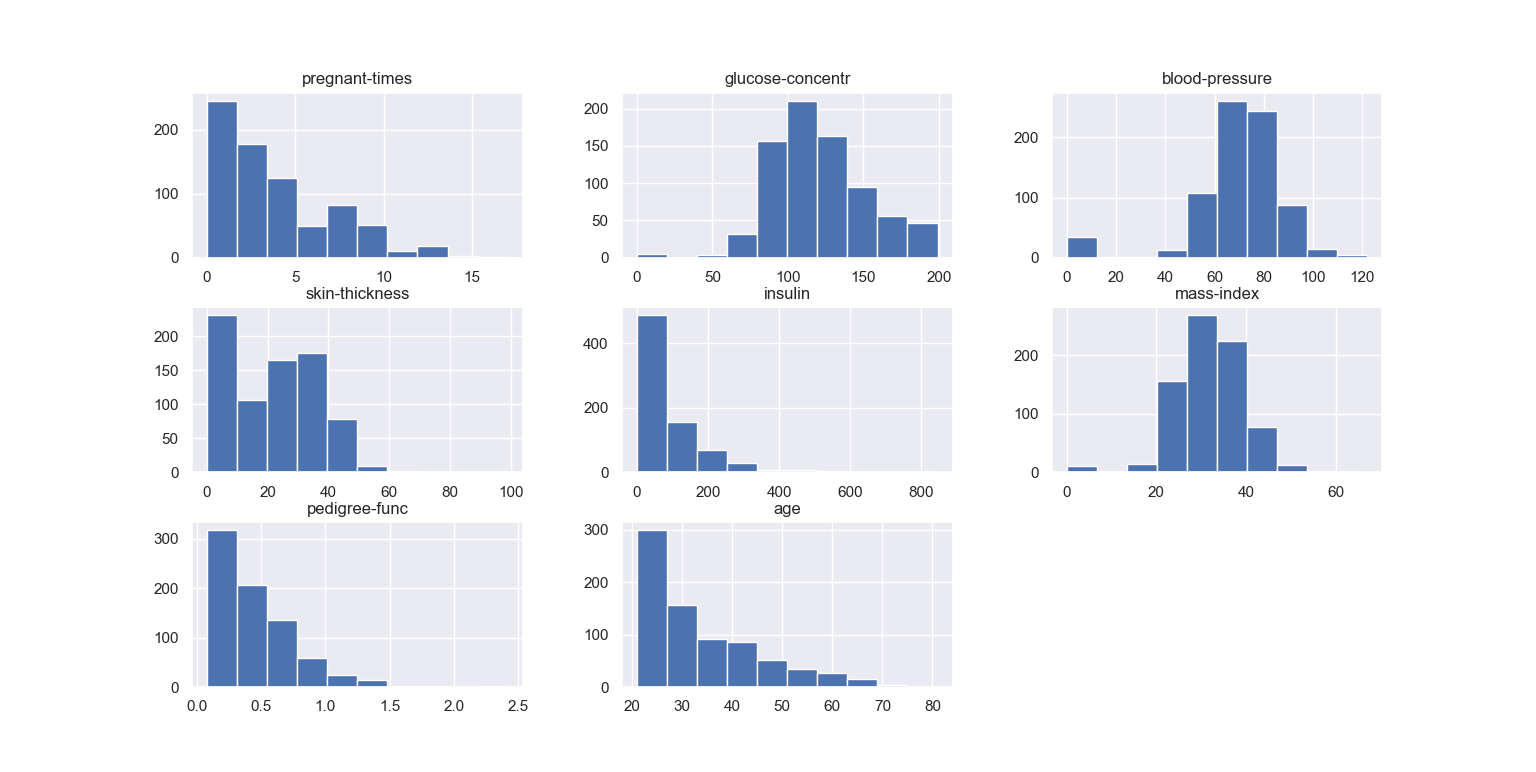 pregnant-times
200
100
0
0 5 10 15
glucose-concentr
200
150
100
50
0
0 50 100 150 200
blood-pressure
200
100
0
0 20 40 60 80 100 120
skin-thickness
200
150
100
50
0
0 20 40 60 80 100
insulin
400
200
0
0 200 400 600 800
mass-index
200
100
0
0 20 40 60
pedigree-func
300
200
100
0
0.0 0.5 1.0 1.5 2.0 2.5
age
300
200
100
0
20 30 40 50 60 70 80